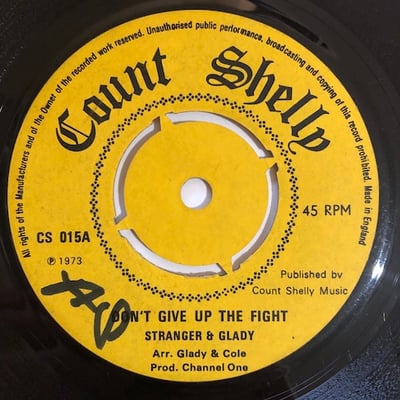 All rights of the Manufacturers and of the Owner of the recorded work reserved. Unauthorised public performance, broadcasting and copying of this record prohibited. Made in England
Count Shelly
CS 015A
45 RPM
Ⓟ 1973
Published by
Count Shelly Music
DON'T GIVE UP THE FIGHT
STRANGER & GLADY
Arr. Glady & Cole
Prod. Channel One